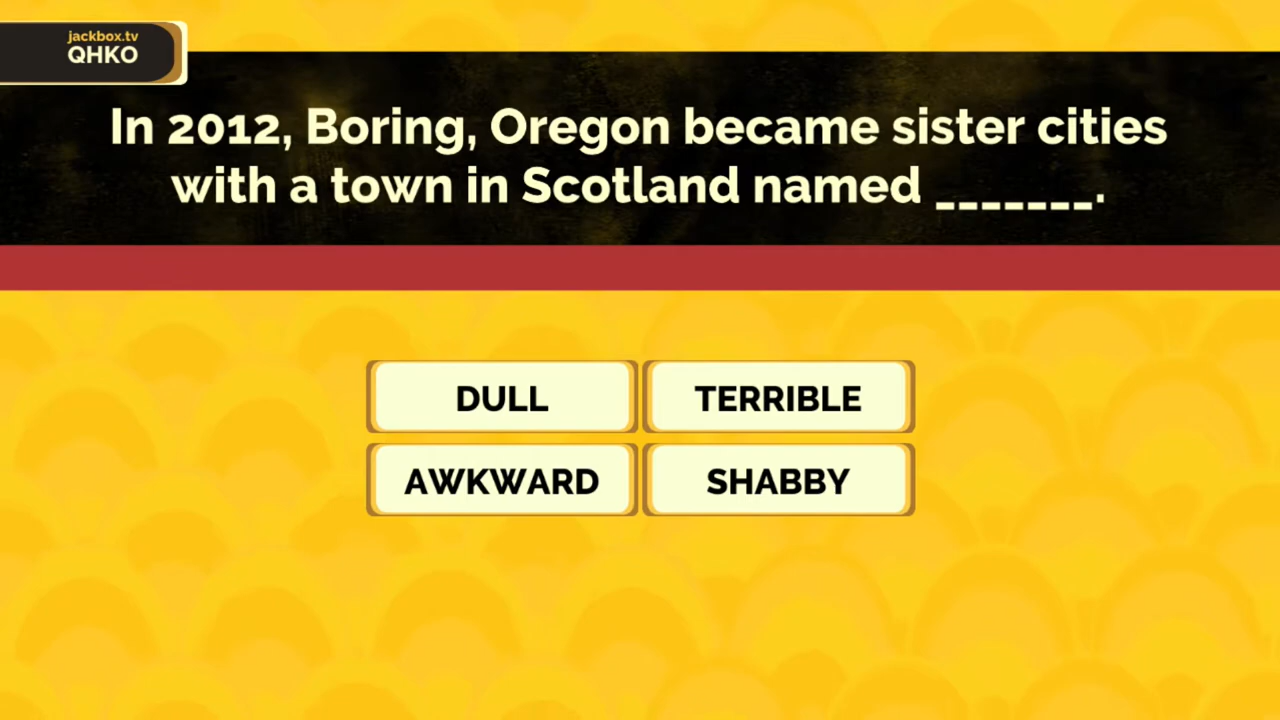 jackbox.tv
QHKO
In 2012, Boring, Oregon became sister cities
with a town in Scotland named _______.
DULL
TERRIBLE
AWKWARD
SHABBY